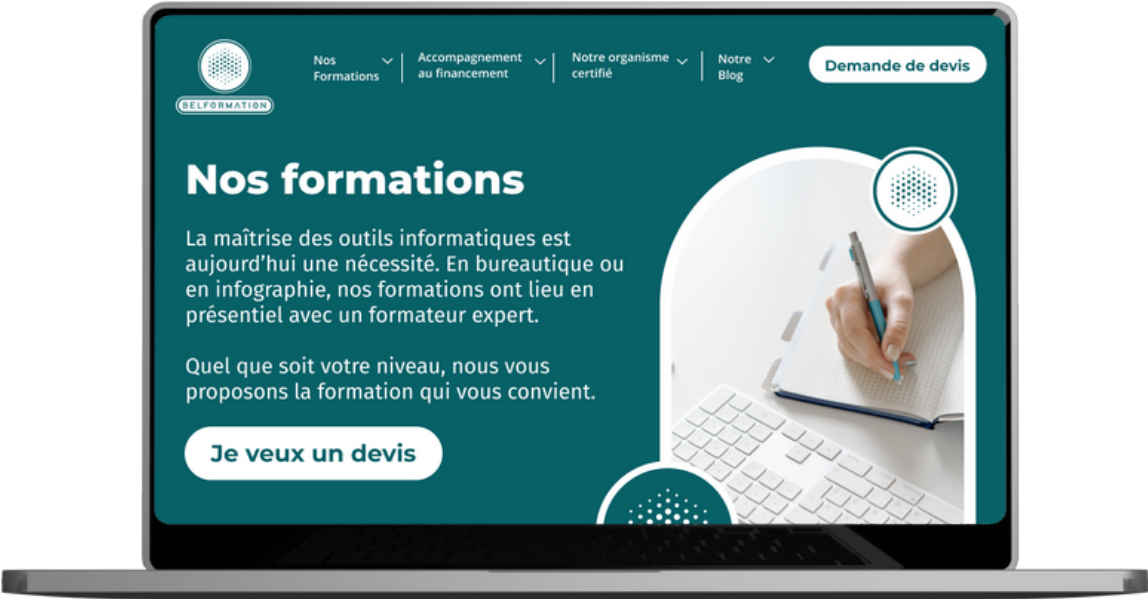 BELFORMATION
Nos
Formations
Accompagnement
au financement
Notre organisme
certifié
Notre
Blog
Demande de devis
Nos formations
La maîtrise des outils informatiques est
aujourd’hui une nécessité. En bureautique ou
en infographie, nos formations ont lieu en
présentiel avec un formateur expert.
Quel que soit votre niveau, nous vous
proposons la formation qui vous convient.
Je veux un devis